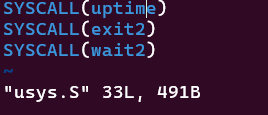 SYSCALL(uptime)
SYSCALL(exit2)
SYSCALL(wait2)
~
"usys.S" 33L, 491B